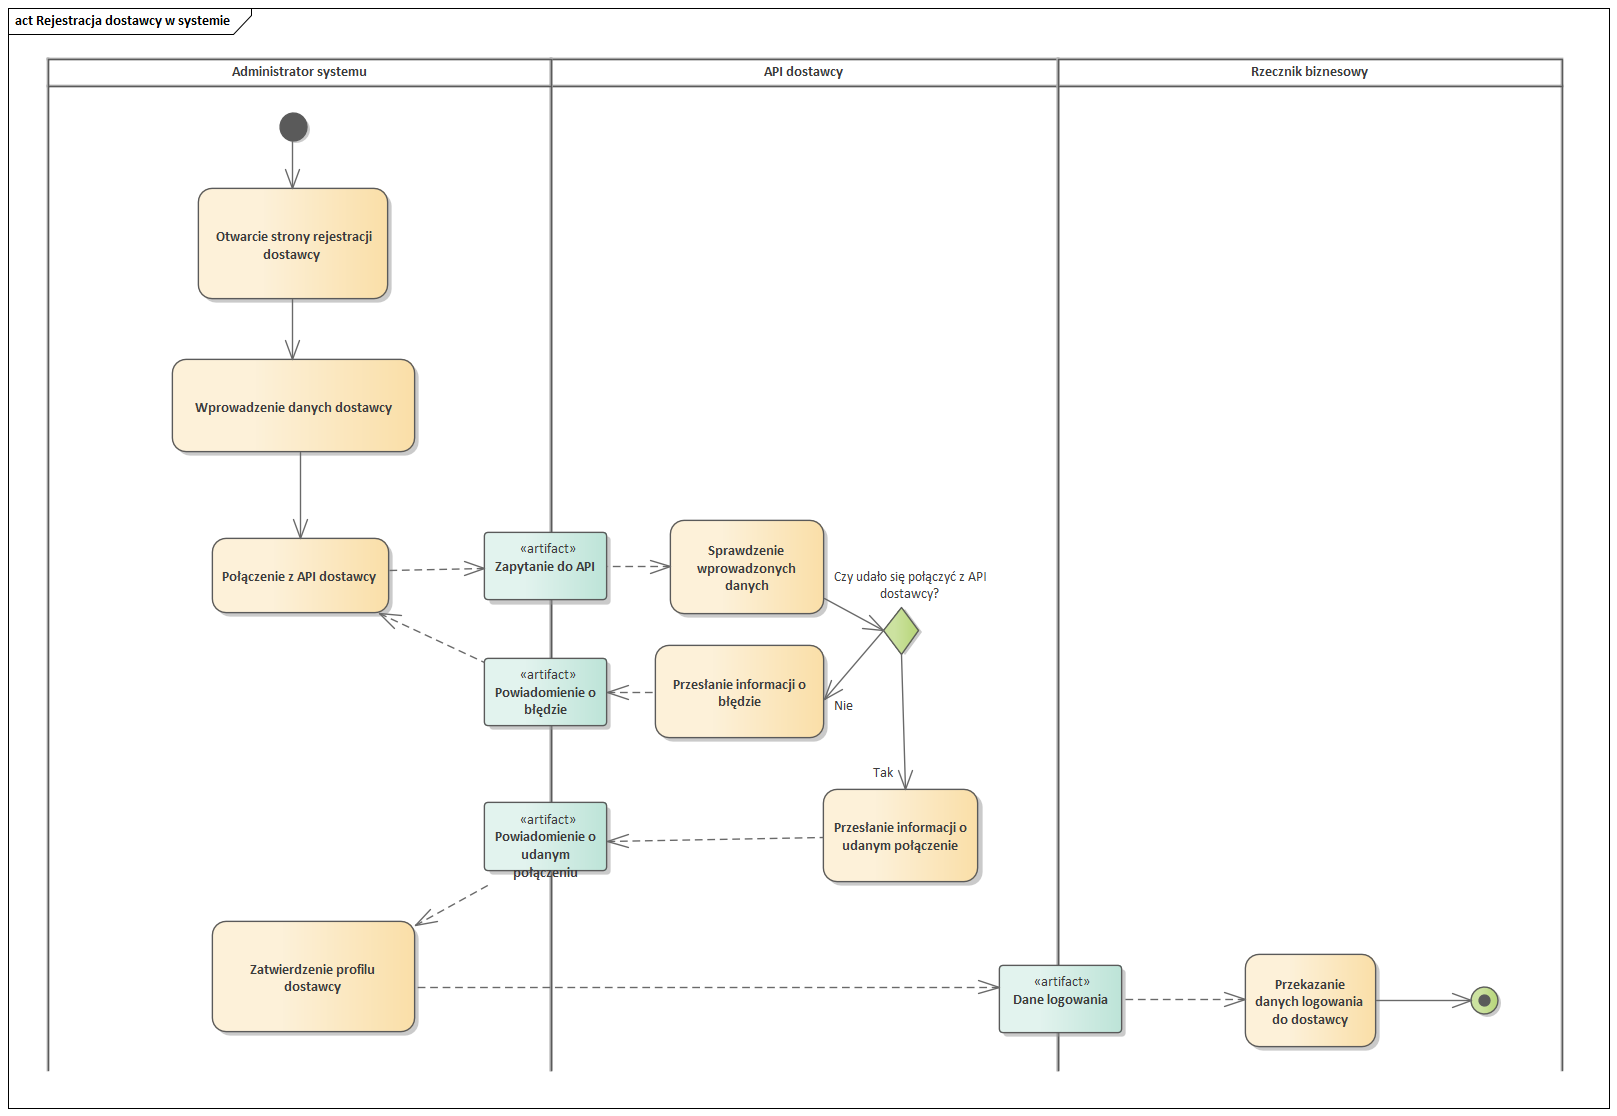 act Rejestracja dostawcy w systemie
Administrator systemu
API dostawcy
Rzecznik biznesowy
Otwarcie strony rejestracji
dostawcy
Wprowadzenie danych dostawcy
Połączenie z API dostawcy
«artifact»
Zapytanie do API
Sprawdzenie
wprowadzonych
danych
Czy udało się połączyć z API
dostawcy?
«artifact»
Powiadomienie o
błędzie
Przesłanie informacji o
błędzie
Nie
Tak
«artifact»
Powiadomienie o
udanym
połączeniu
Przesłanie informacji o
udanym połączenie
Zatwierdzenie profilu
dostawcy
«artifact»
Dane logowania
Przekazanie
danych logowania
do dostawcy